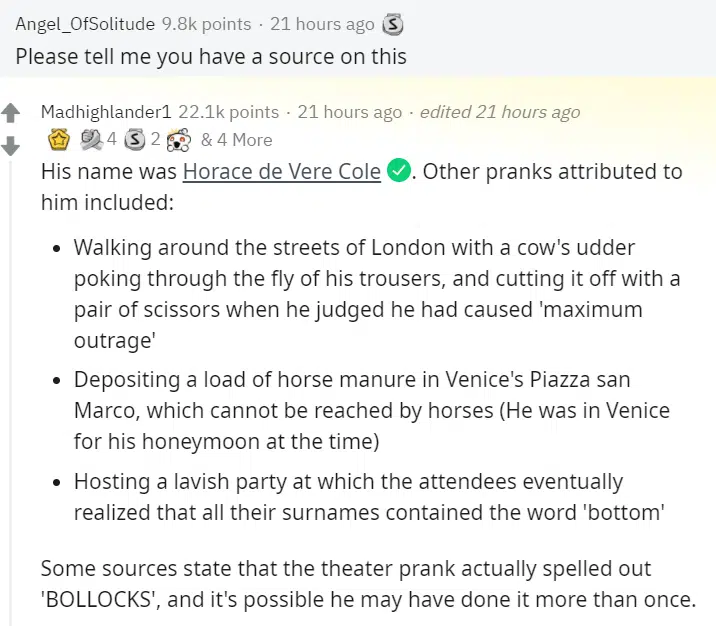 Angel_OfSolitude 9.8k points · 21 hours ago S
Please tell me you have a source on this
Madhighlander1 22.1k points · 21 hours ago · edited 21 hours ago
4 S 2 & 4 More
His name was Horace de Vere Cole. Other pranks attributed to
him included:
• Walking around the streets of London with a cow's udder
poking through the fly of his trousers, and cutting it off with a
pair of scissors when he judged he had caused 'maximum
outrage'
• Depositing a load of horse manure in Venice's Piazza san
Marco, which cannot be reached by horses (He was in Venice
for his honeymoon at the time)
• Hosting a lavish party at which the attendees eventually
realized that all their surnames contained the word 'bottom'
Some sources state that the theater prank actually spelled out
'BOLLOCKS', and it's possible he may have done it more than once.